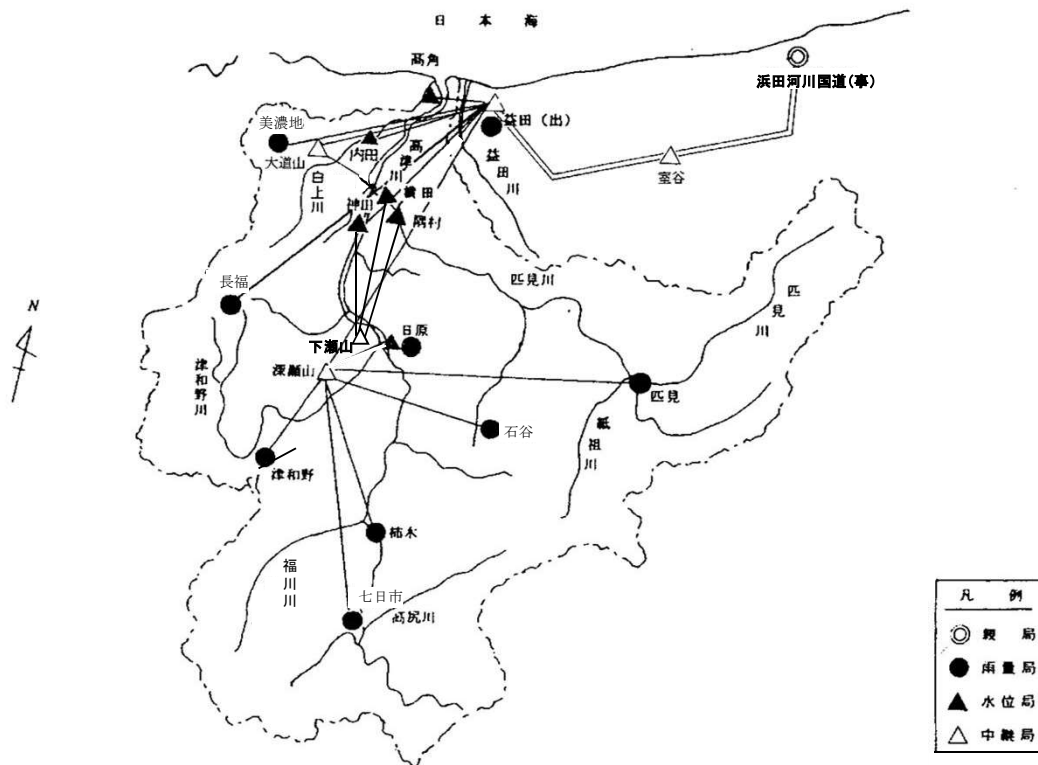 日本海
高角
浜田河川国道(事)
美濃地
益田(出)
大道山
内田
高津川
益田川
室谷
白上川
横田
神田
隅村
長福
匹見川
匹見川
N
下瀬山
日原
津和野川
深瀬山
匹見
石谷
紙祖川
津和野
柿木
福川川
七日市
高尻川
凡例
親局
雨量局
水位局
中継局